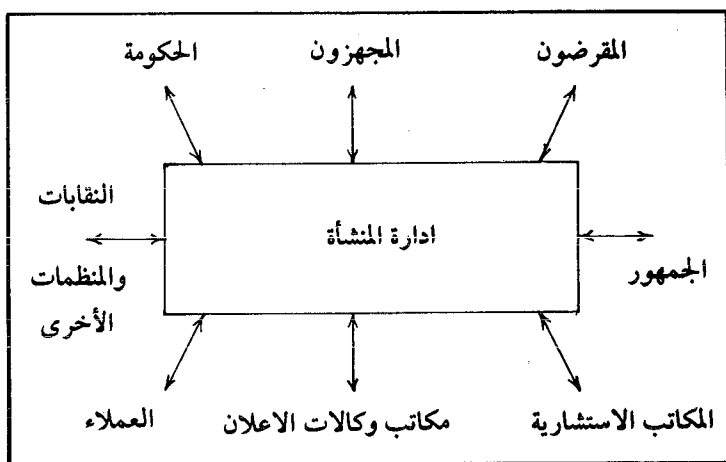 المقرضون
المجهزون
الحكومة
النقابات
ادارة المنشأة
الجمهور
والمنظمات
الأخرى
المكاتب الاستشارية
مكاتب وكالات الاعلان
العملاء